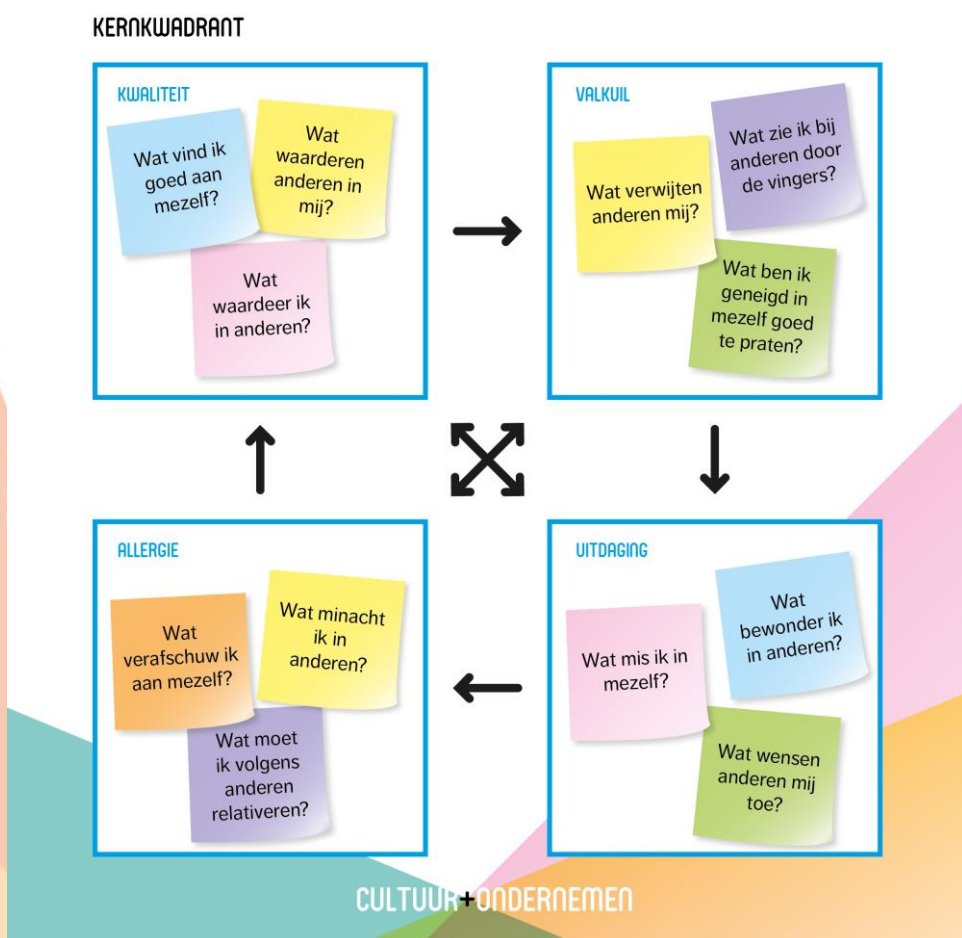 KERNKWADRANT
KWALITEIT
Wat vind ik
goed aan
mezelf?
Wat
waarderen
anderen in
mij?
Wat
waardeer ik
in anderen?
VALKUIL
Wat verwijten
anderen mij?
Wat zie ik bij
anderen door
de vingers?
Wat ben ik
geneigd in
mezelf goed
te praten?
ALLERGIE
Wat
verafschuw ik
aan mezelf?
Wat minacht
ik in
anderen?
Wat moet
ik volgens
anderen
relativeren?
UITDAGING
Wat mis ik in
mezelf?
Wat
bewonder ik
in anderen?
Wat wensen
anderen mij
toe?
CULTUUR+ONDERNEMEN